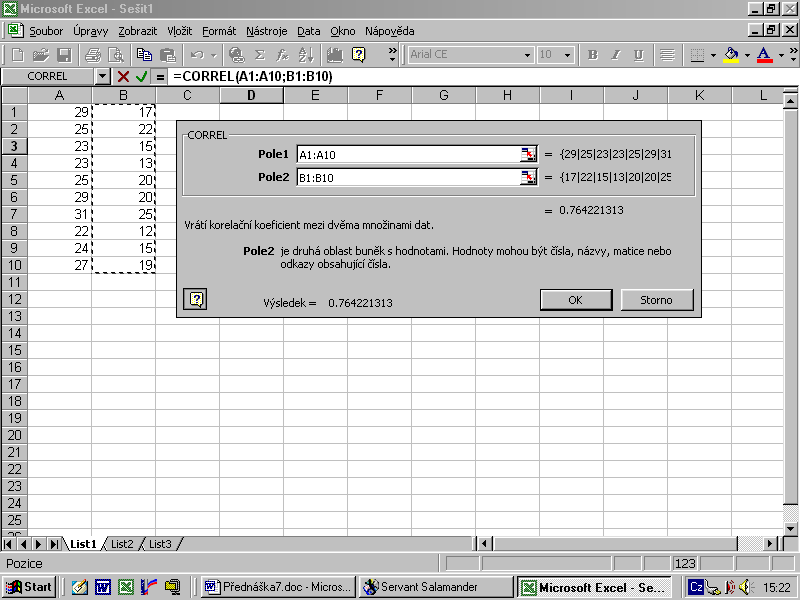 Microsoft Excel - Sešit1
Soubor Úpravy Zobrazit Vložit Formát Nástroje Data Okno Nápověda
Arial CE 10 B I U
CORREL =CORREL(A1:A10;B1:B10)
A B C D E F G H I J K L
1 29 17
2 25 22
3 23 15
4 23 13
5 25 20
6 29 20
7 31 25
8 22 12
9 24 15
10 27 19
11
12
13
14
15
16
17
18
19
20
21
22
23
24
25
26
CORREL
Pole1 A1:A10 = {29|25|23|23|25|29|31
Pole2 B1:B10 = {17|22|15|13|20|20|25
= 0.764221313
Vrátí korelační koeficient mezi dvěma množinami dat.
Pole2 je druhá oblast buněk s hodnotami. Hodnoty mohou být čísla, názvy, matice nebo
odkazy obsahující čísla.
Výsledek = 0.764221313
OK Storno
List1 List2 List3
Pozice 123
Start Přednáška7.doc - Micros... Servant Salamander Microsoft Excel - Se... Cz 15:22